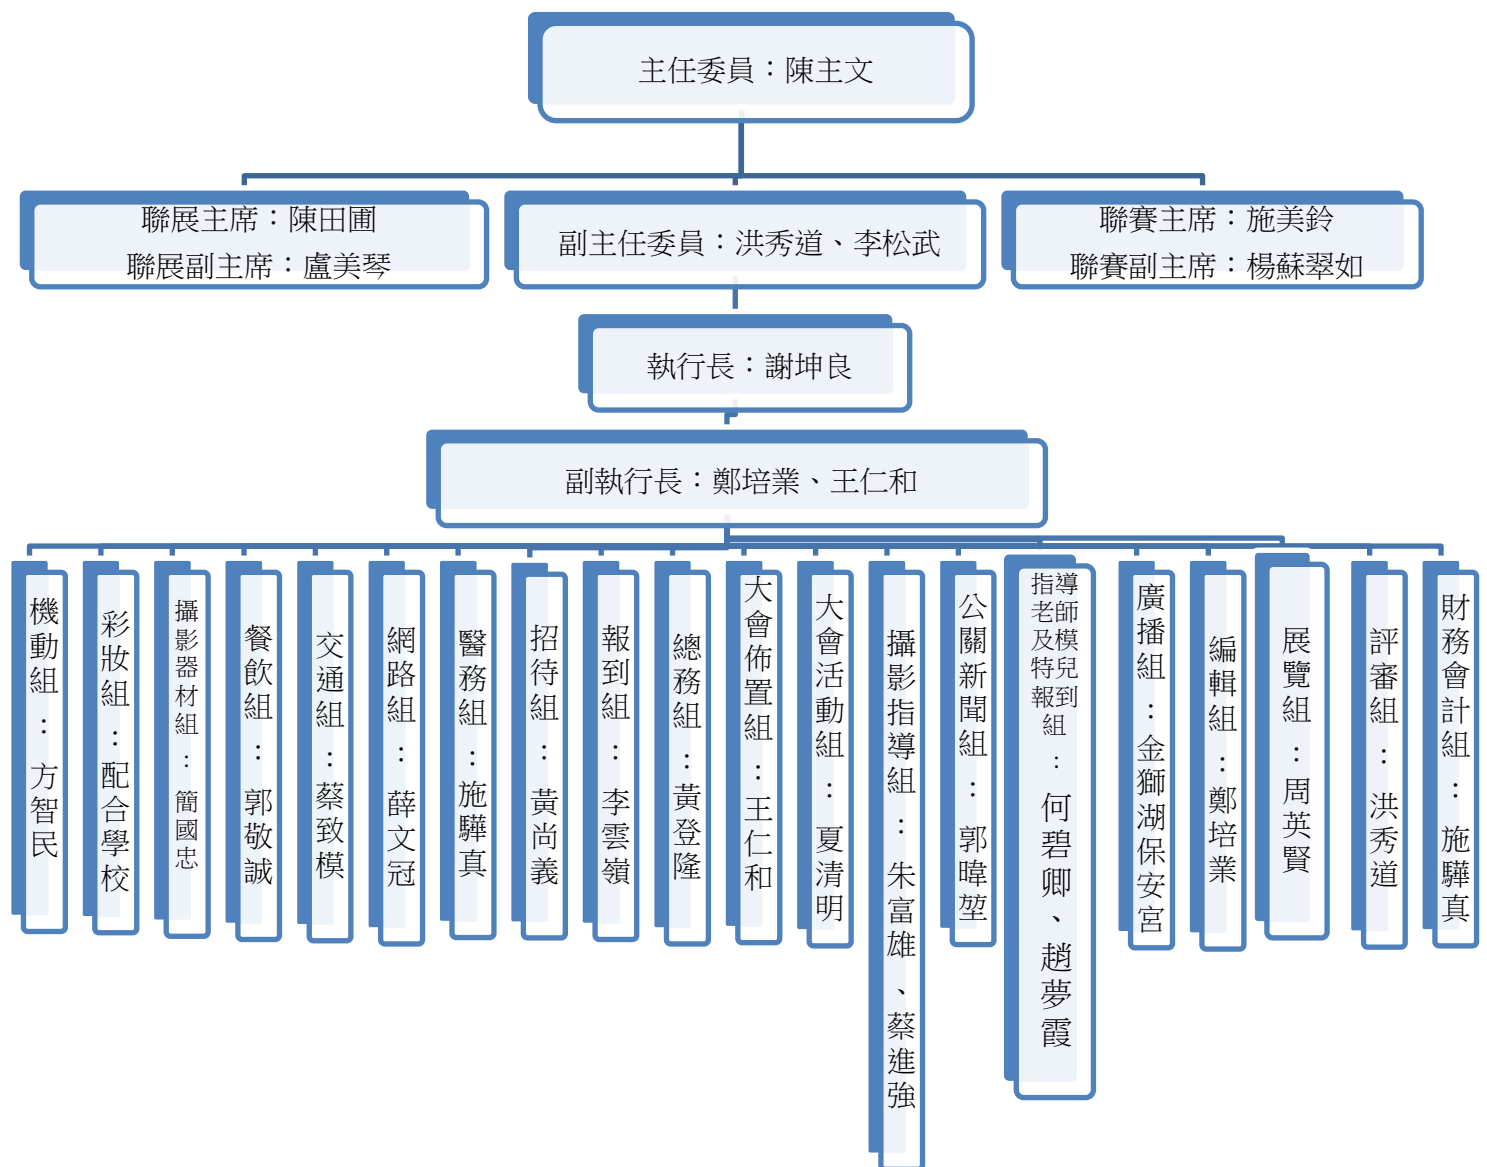 主任委員：陳主文
聯展主席：陳田圃
聯展副主席：盧美琴
副主任委員：洪秀道、李松武
聯賽主席：施美鈴
聯賽副主席：楊蘇翠如
執行長：謝坤良
副執行長：鄭培業、王仁和
機動組：方智民
彩妝組：配合學校
攝影器材組：簡國忠
餐飲組：郭敬誠
交通組：蔡致模
網路組：薛文冠
醫務組：施驊真
招待組：黃尚義
報到組：李雲嶺
總務組：黃登隆
大會佈置組：王仁和
大會活動組：夏清明
攝影指導組：朱富雄、蔡進強
公關新聞組：郭暐堃
指導
老師
及模
特兒
報到
組
：
何碧卿、趙夢霞
廣播組：金獅湖保安宮
編輯組：鄭培業
展覽組：周英賢
評審組：洪秀道
財務會計組：施驊真